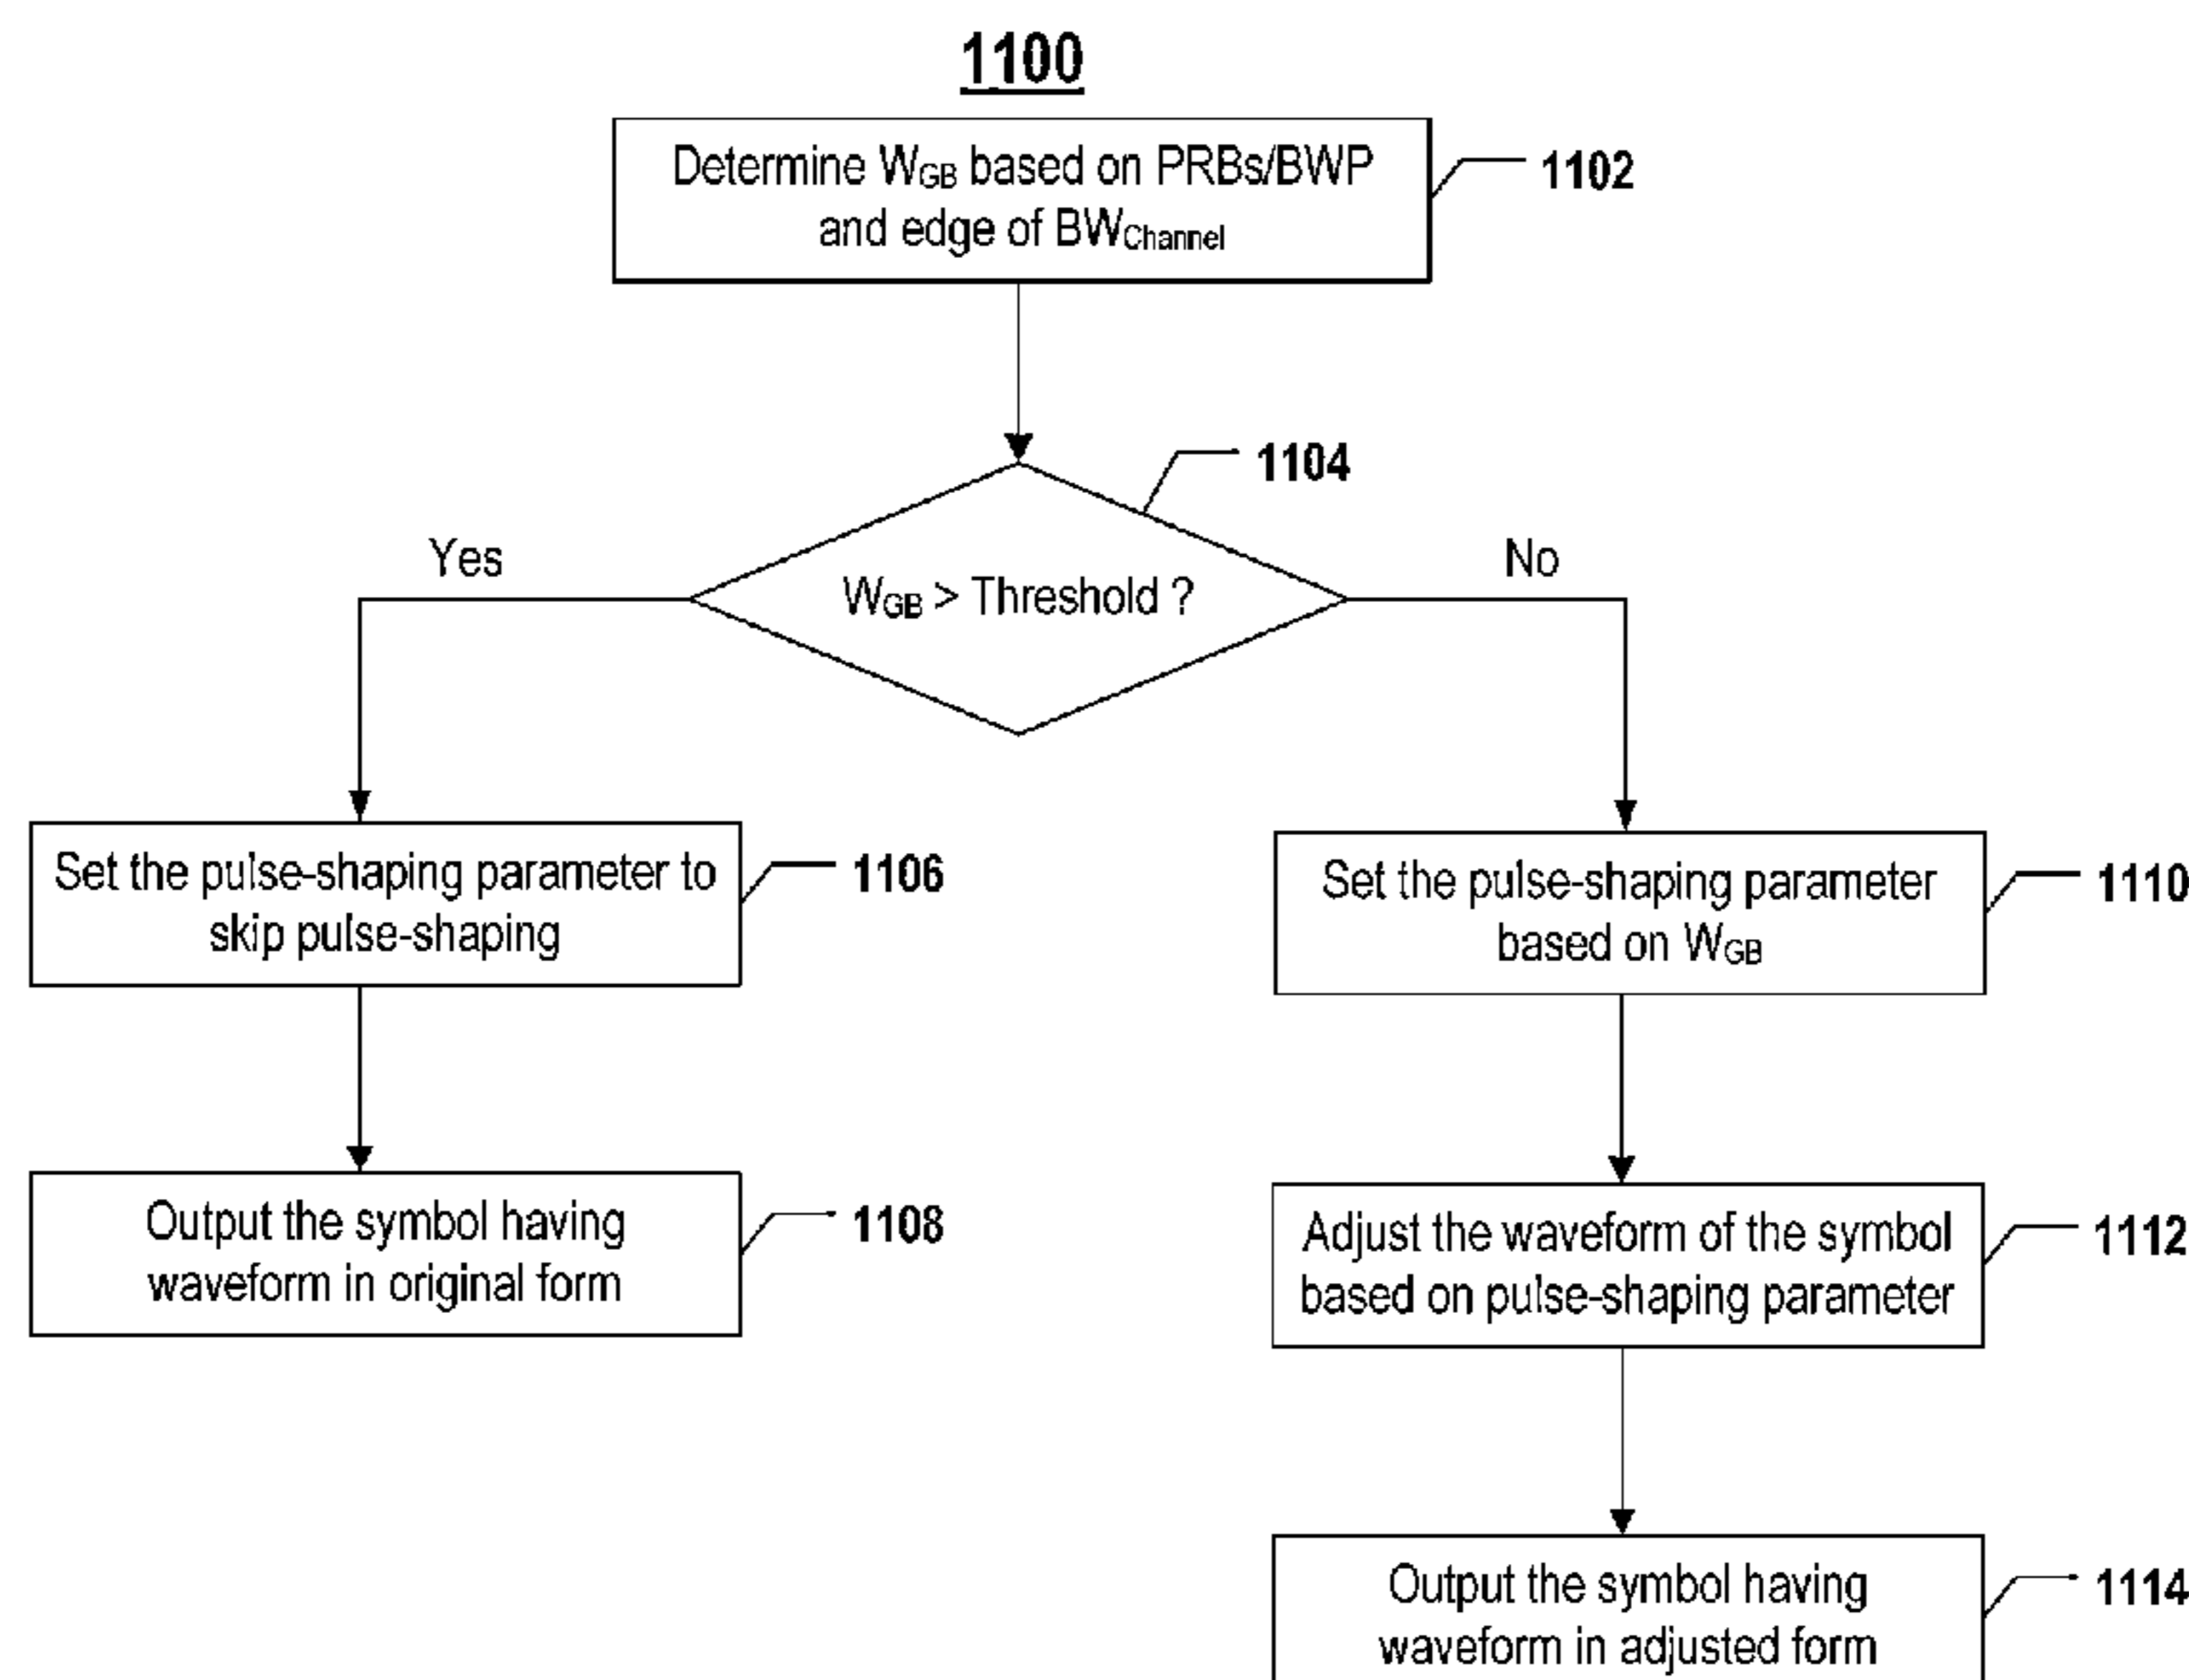 1100
Determine WGB based on PRBs/BWP
and edge of BWChannel
1102
1104
Yes
WGB > Threshold ?
No
Set the pulse-shaping parameter to
skip pulse-shaping
1106
Set the pulse-shaping parameter
based on WGB
1110
Output the symbol having
waveform in original form
1108
Adjust the waveform of the symbol
based on pulse-shaping parameter
1112
Output the symbol having
waveform in adjusted form
1114